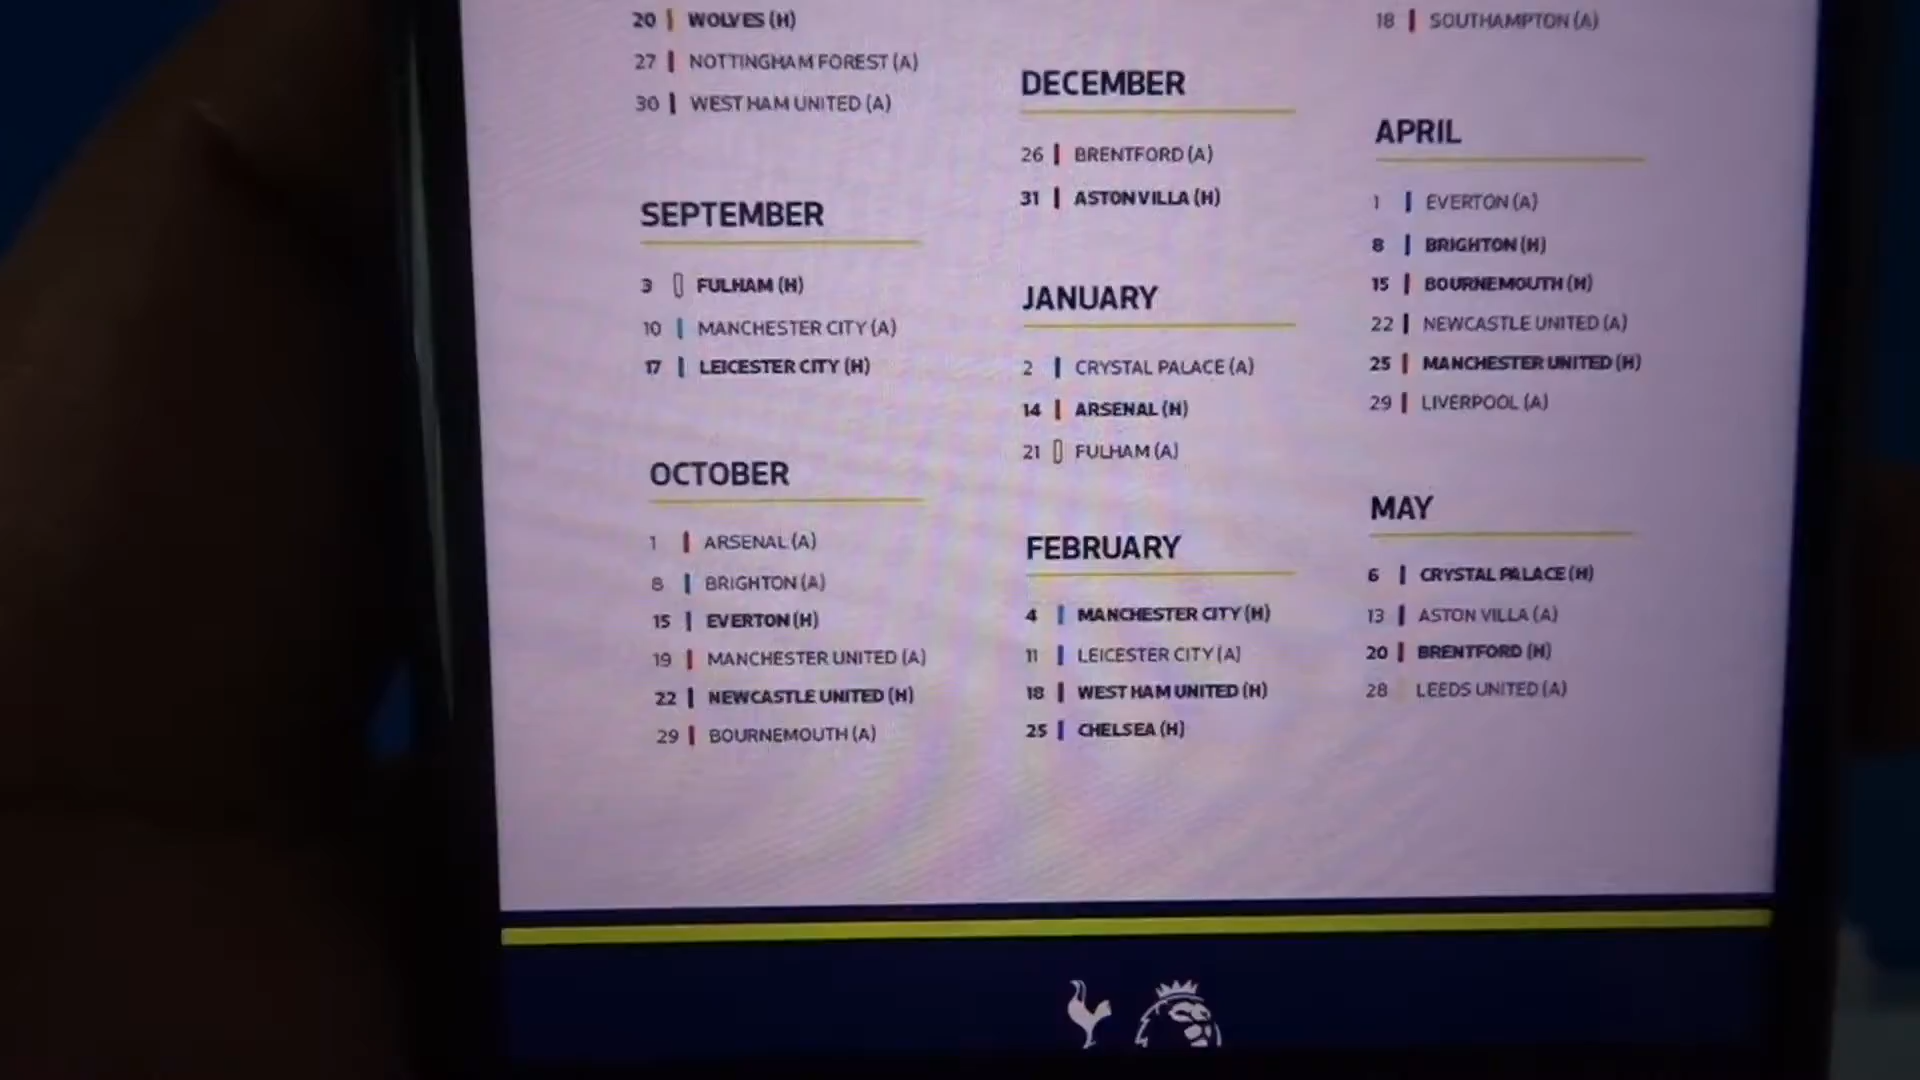 20 WOLVES (H)
27 NOTTINGHAM FOREST (A)
30 WEST HAM UNITED (A)
SEPTEMBER
3 FULHAM (H)
10 MANCHESTER CITY (A)
17 LEICESTER CITY (H)
OCTOBER
1 ARSENAL (A)
8 BRIGHTON (A)
15 EVERTON (H)
19 MANCHESTER UNITED (A)
22 NEWCASTLE UNITED (H)
29 BOURNEMOUTH (A)
DECEMBER
26 BRENTFORD (A)
31 ASTON VILLA (H)
JANUARY
2 CRYSTAL PALACE (A)
14 ARSENAL (H)
21 FULHAM (A)
FEBRUARY
4 MANCHESTER CITY (H)
11 LEICESTER CITY (A)
18 WEST HAM UNITED (H)
25 CHELSEA (H)
18 SOUTHAMPTON (A)
APRIL
1 EVERTON (A)
8 BRIGHTON (H)
15 BOURNEMOUTH (H)
22 NEWCASTLE UNITED (A)
25 MANCHESTER UNITED (H)
29 LIVERPOOL (A)
MAY
6 CRYSTAL PALACE (H)
13 ASTON VILLA (A)
20 BRENTFORD (H)
28 LEEDS UNITED (A)